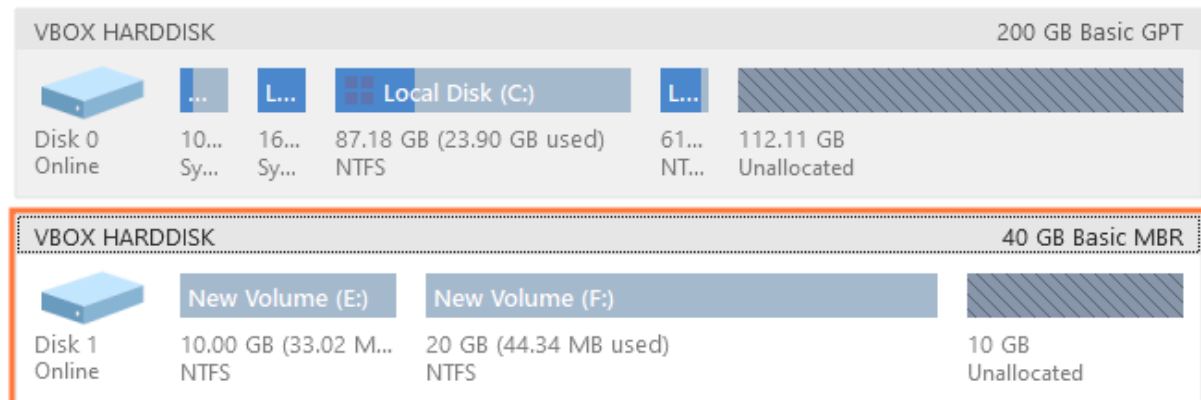 VBOX HARDDISK 200 GB Basic GPT
... L... Local Disk (C:) L...
Disk 0 10... 16... 87.18 GB (23.90 GB used) 61... 112.11 GB
Online Sy... Sy... NTFS NT... Unallocated
VBOX HARDDISK 40 GB Basic MBR
New Volume (E:) New Volume (F:)
Disk 1 10.00 GB (33.02 M... 20 GB (44.34 MB used) 10 GB
Online NTFS NTFS Unallocated